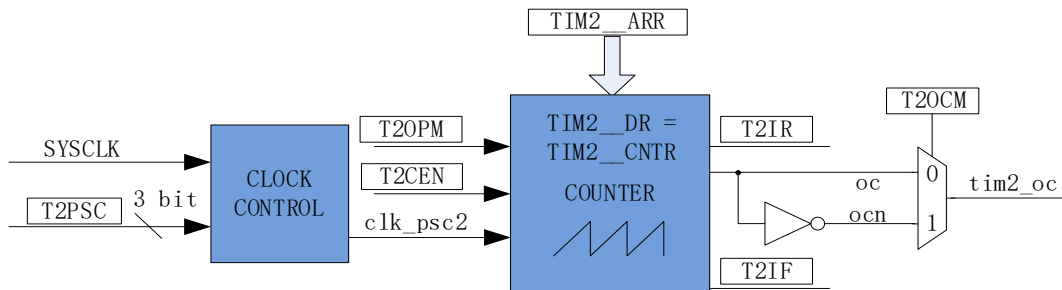 TIM2__ARR
T2OCM
T2OPM
TIM2__DR =
TIM2__CNTR
T2IR
SYSCLK
CLOCK
CONTROL
T2CEN
COUNTER
oc
0
tim2_oc
T2PSC
3 bit
clk_psc2
ocn
1
T2IF